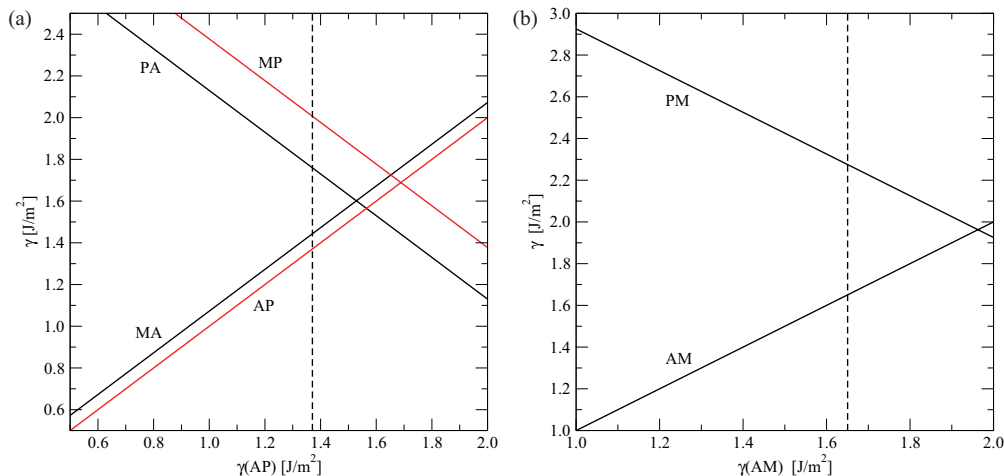 (a)
2.4
2.2
2.0
1.8
1.6
1.4
1.2
1.0
0.8
0.6
γ [J/m²]
PA
MP
MA
AP
0.6 0.8 1.0 1.2 1.4 1.6 1.8 2.0
γ(AP) [J/m²]
(b)
3.0
2.8
2.6
2.4
2.2
2.0
1.8
1.6
1.4
1.2
1.0
γ [J/m²]
PM
AM
1.0 1.2 1.4 1.6 1.8 2.0
γ(AM) [J/m²]